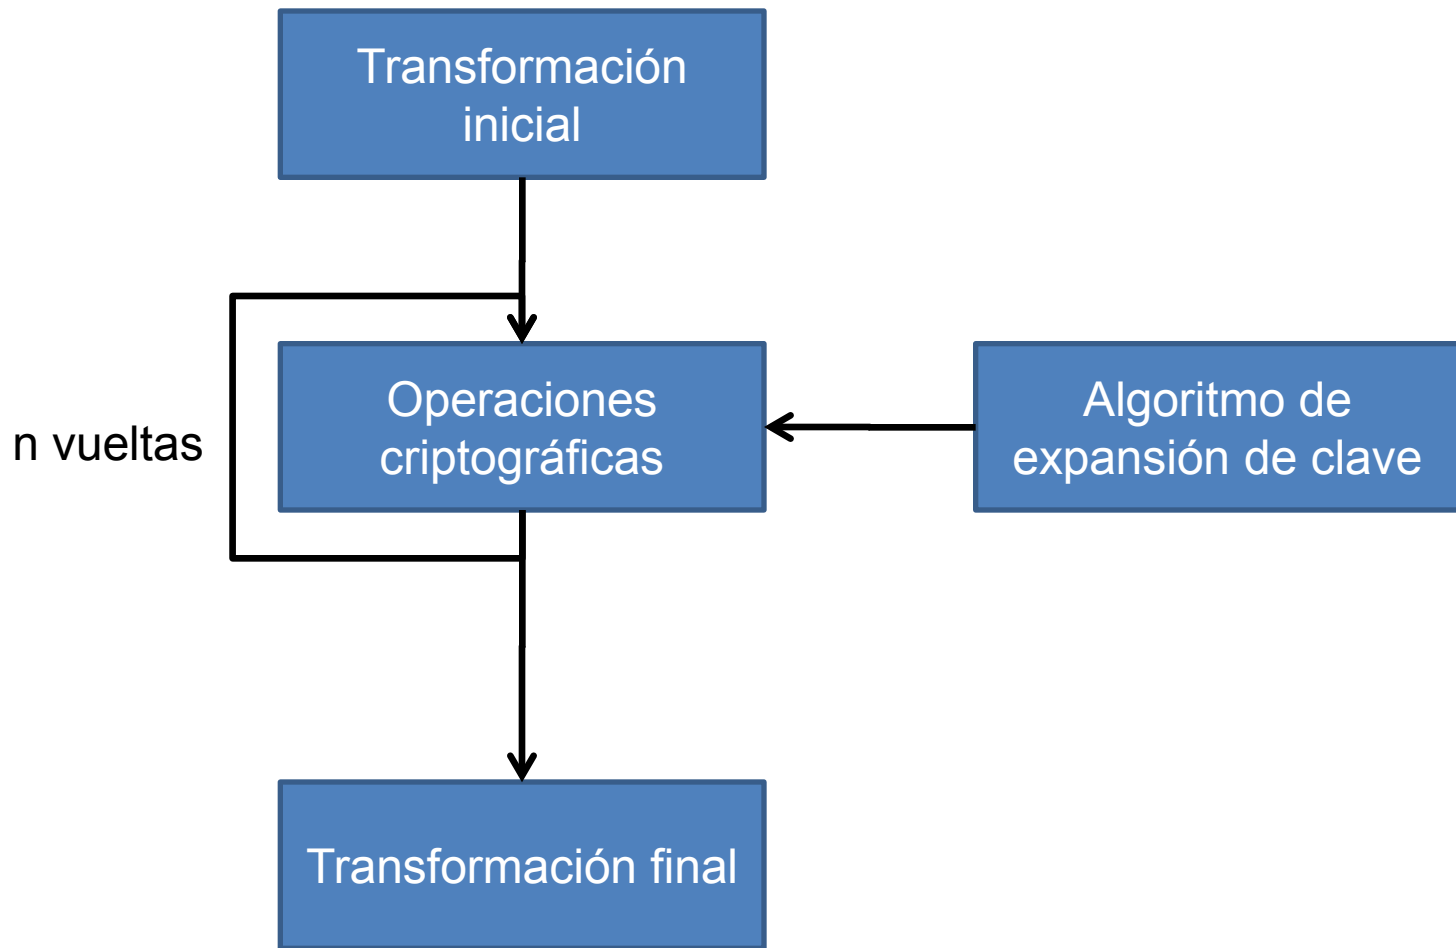 Transformación
inicial
n vueltas
Operaciones
criptográficas
Algoritmo de
expansión de clave
Transformación final